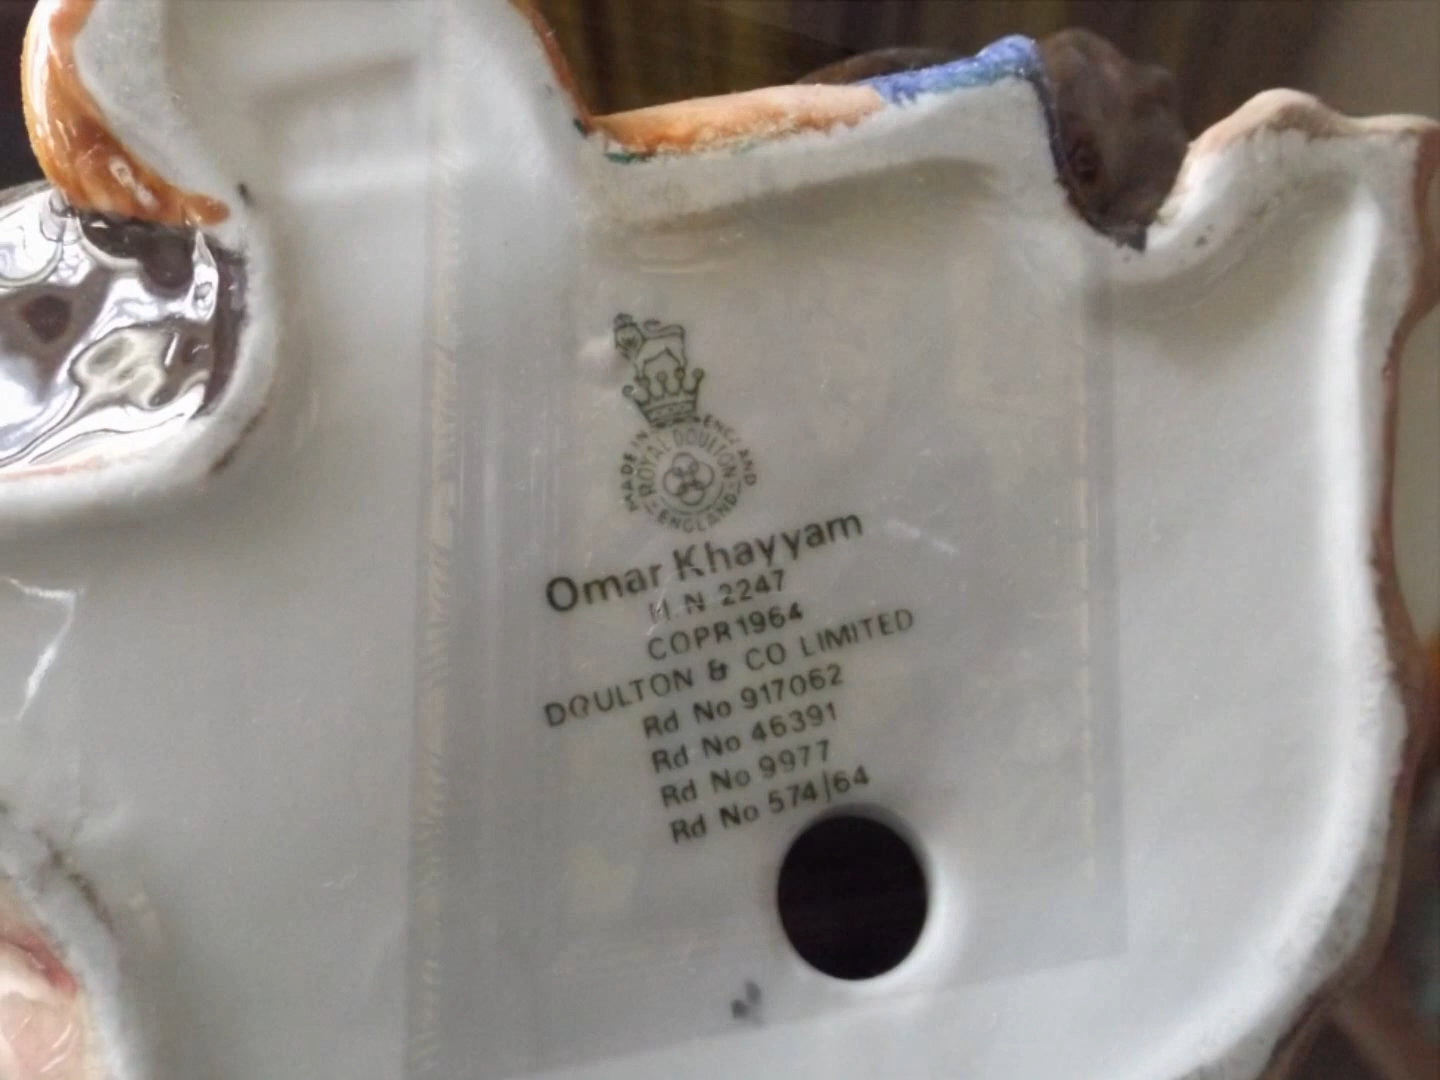 MADE IN ENGLAND
ROYAL DOULTON
ENGLAND
Omar Khayyam
H.N 2247
COPR 1964
DOULTON & CO LIMITED
Rd No 917062
Rd No 46391
Rd No 9977
Rd No 574/64